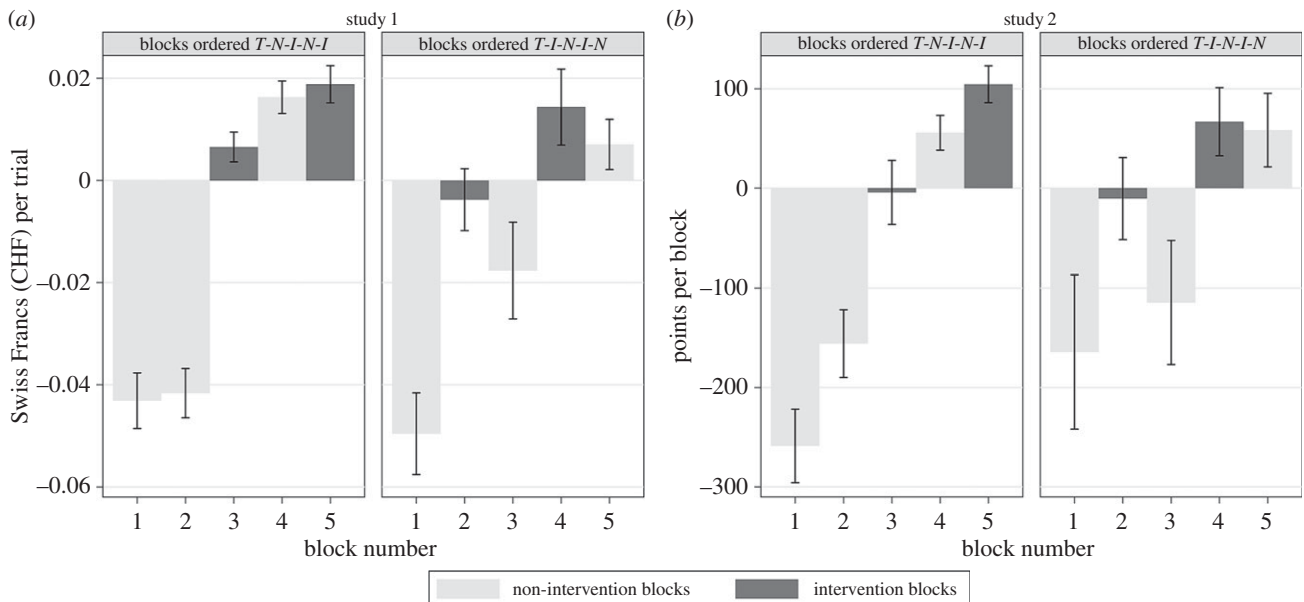 (a)
study 1
blocks ordered T-N-I-N-I
blocks ordered T-I-N-I-N
Swiss Francs (CHF) per trial
0.02
0
–0.02
–0.04
–0.06
1 2 3 4 5
1 2 3 4 5
block number
(b)
study 2
blocks ordered T-N-I-N-I
blocks ordered T-I-N-I-N
points per block
100
0
–100
–200
–300
1 2 3 4 5
1 2 3 4 5
block number
non-intervention blocks
intervention blocks